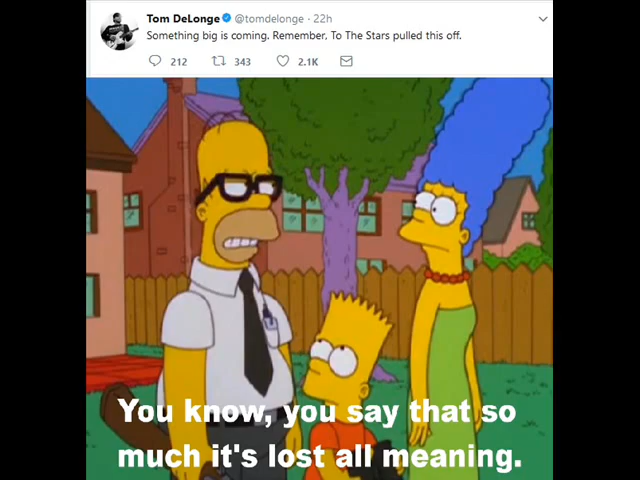 Tom DeLonge @tomdelonge · 22h
Something big is coming. Remember, To The Stars pulled this off.
212 343 2.1K
You know, you say that so
much it's lost all meaning.